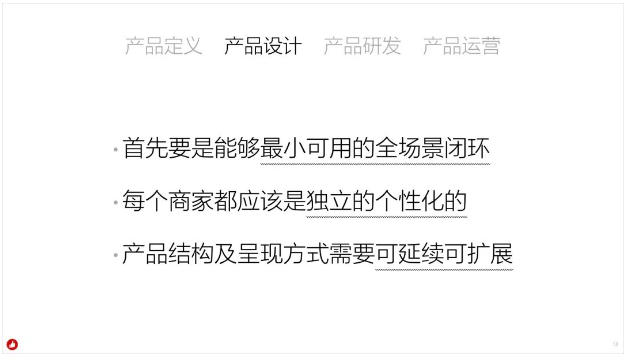 产品定义 产品设计 产品研发 产品运营
·首先要是能够最小可用的全场景闭环
·每个商家都应该是独立的个性化的
·产品结构及呈现方式需要可延续可扩展